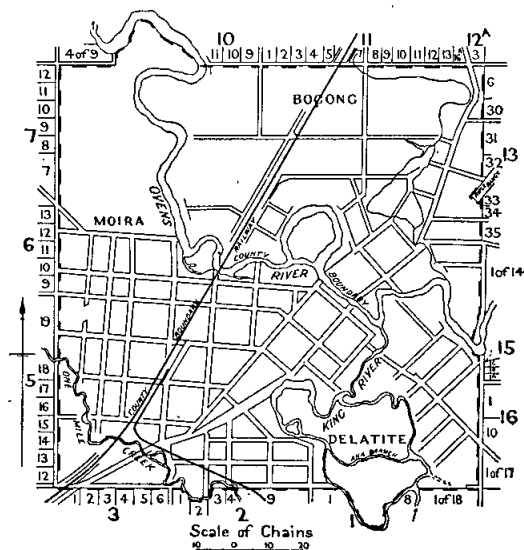 10 11 12A
4 of 9 11 10 9 1 2 3 4 5 7 8 9 10 11 12 13 3
12
11
10
9
8
7
7
13
12
11
10
9
6
19
18
17
16
15
14
13
12
5
6
30
31
32
33
34
35
13
1 of 14
15
1
16
10
1 of 17
BOGONG
MOIRA
OVENS
RAILWAY
COUNTY
RIVER
BOUNDARY
COUNTY BOUNDARY
ONE
MILE
CREEK
KING RIVER
DELATITE
ANA BRANCH
1 2 3 4 5 6 1 2 3 4 9 1 8 1 of 18
3 2 1 1
Scale of Chains
10 0 10 20